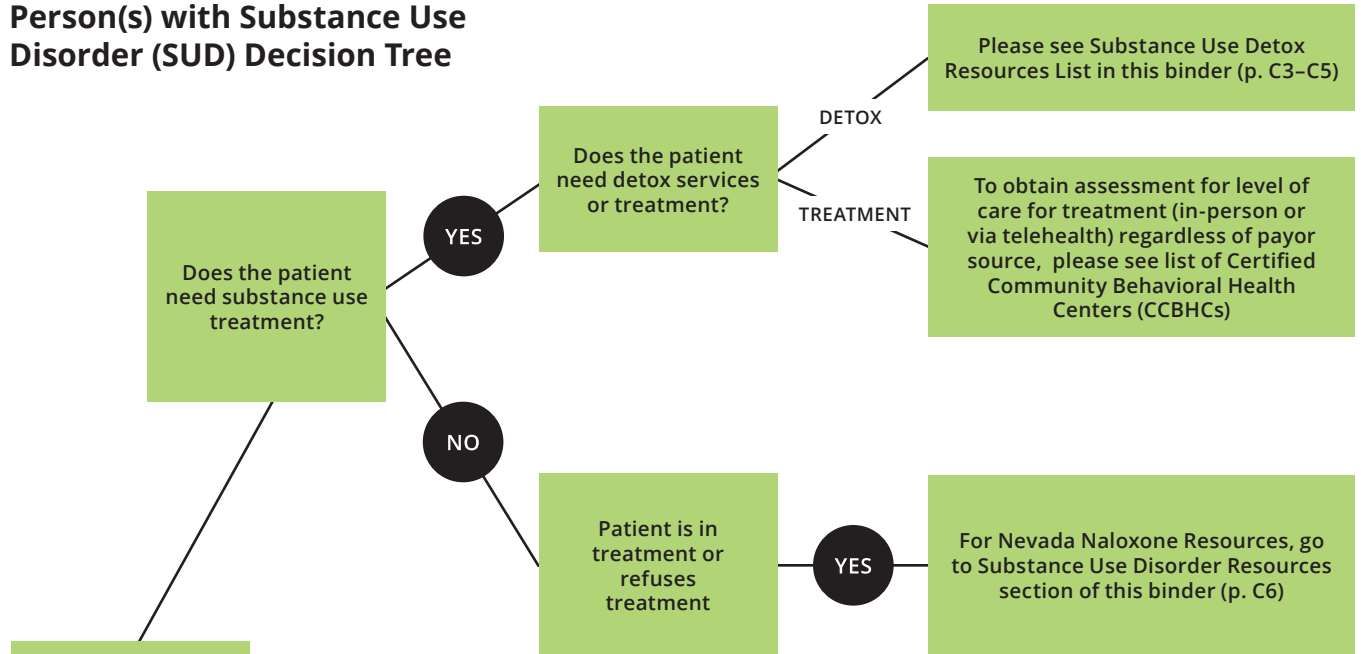 Person(s) with Substance Use
Disorder (SUD) Decision Tree
Does the patient
need substance use
treatment?
YES
Does the patient
need detox services
or treatment?
DETOX
Please see Substance Use Detox
Resources List in this binder (p. C3–C5)
TREATMENT
To obtain assessment for level of
care for treatment (in-person or
via telehealth) regardless of payor
source, please see list of Certified
Community Behavioral Health
Centers (CCBHCs)
NO
Patient is in
treatment or
refuses
treatment
YES
For Nevada Naloxone Resources, go
to Substance Use Disorder Resources
section of this binder (p. C6)